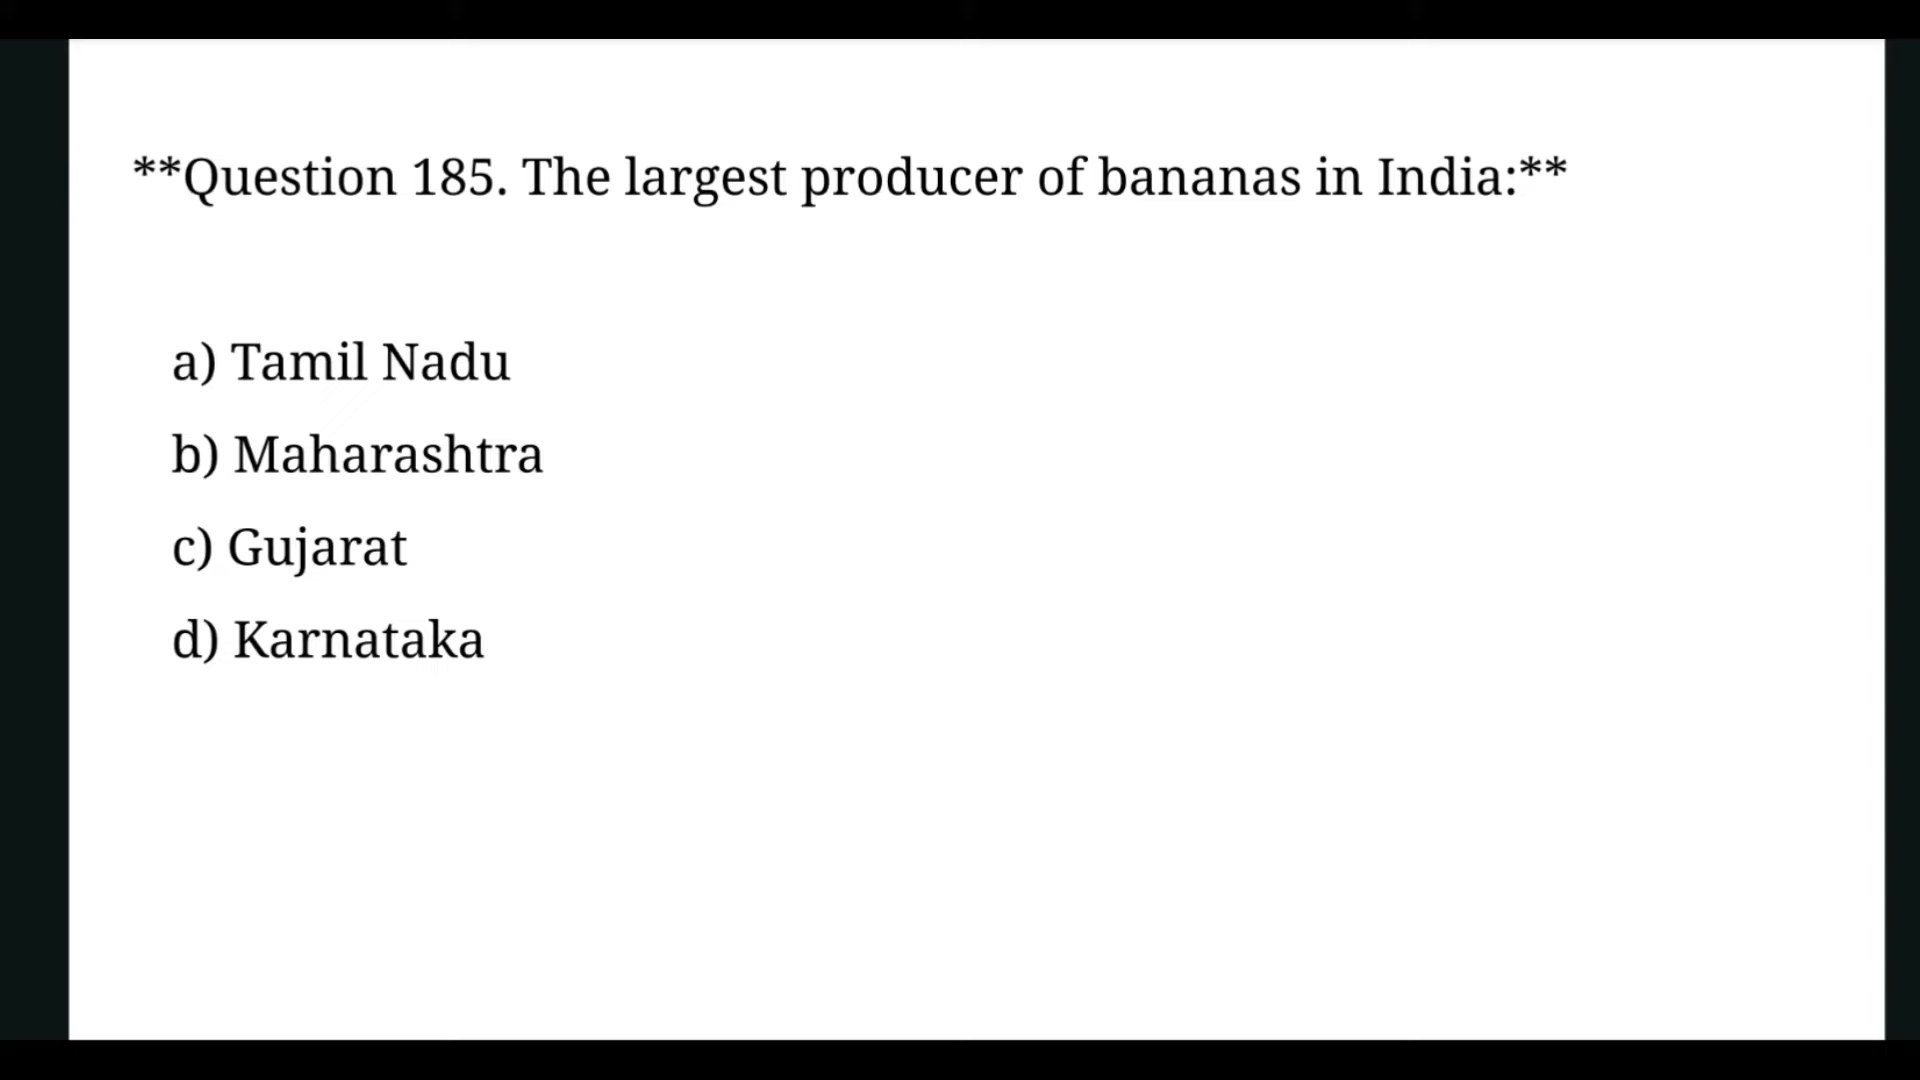 **Question 185. The largest producer of bananas in India:**
a) Tamil Nadu
b) Maharashtra
c) Gujarat
d) Karnataka